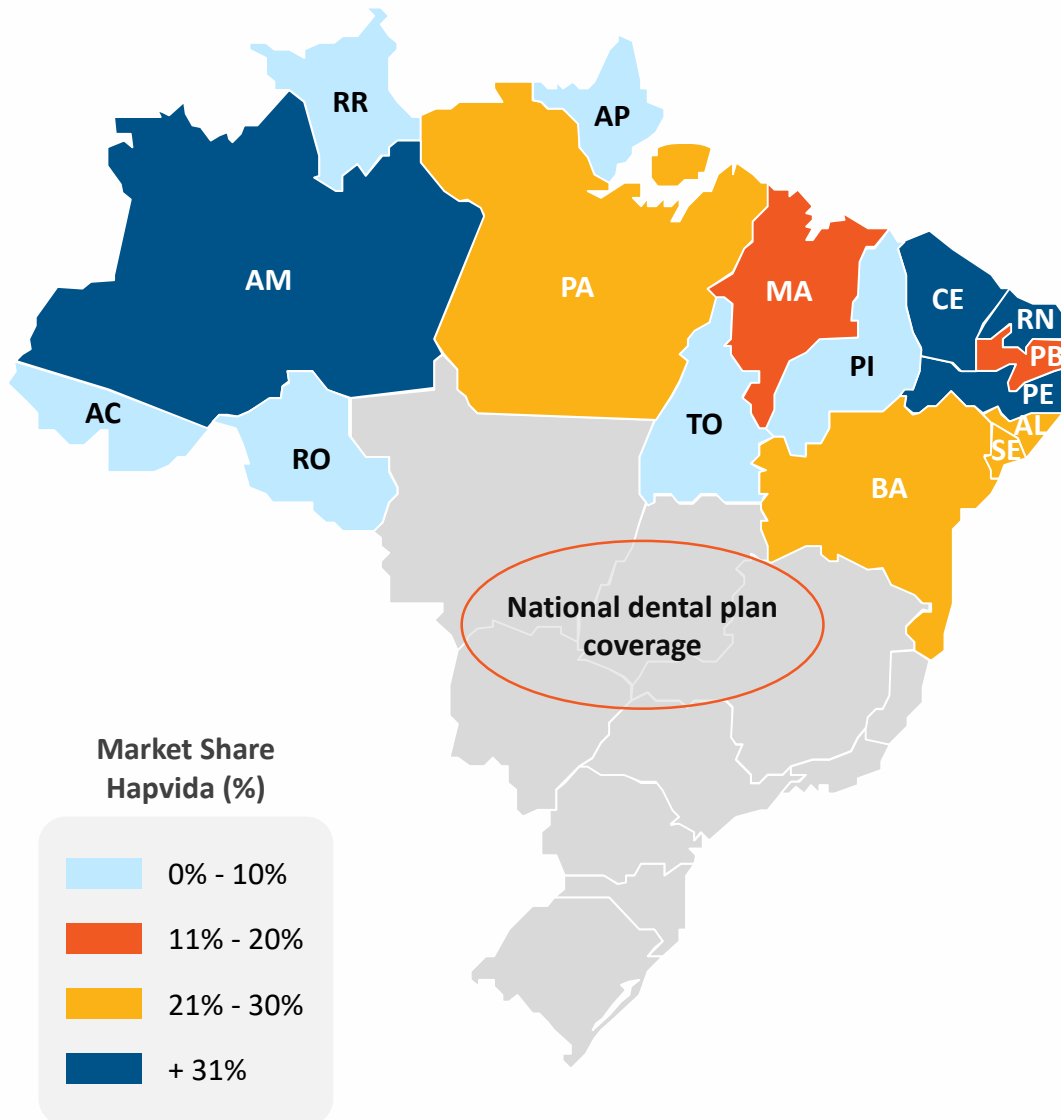 RR
AP
AM
PA
MA
CE
RN
PB
PI
PE
AC
TO
AL
RO
SE
BA
National dental plan
coverage
Market Share
Hapvida (%)
0% - 10%
11% - 20%
21% - 30%
+ 31%